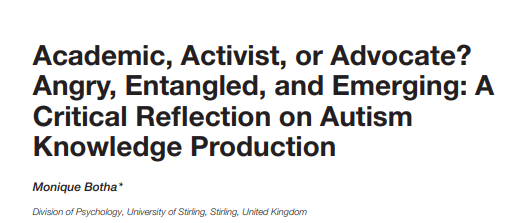 Academic, Activist, or Advocate?
Angry, Entangled, and Emerging: A
Critical Reflection on Autism
Knowledge Production
Monique Botha*
Division of Psychology, University of Stirling, Stirling, United Kingdom